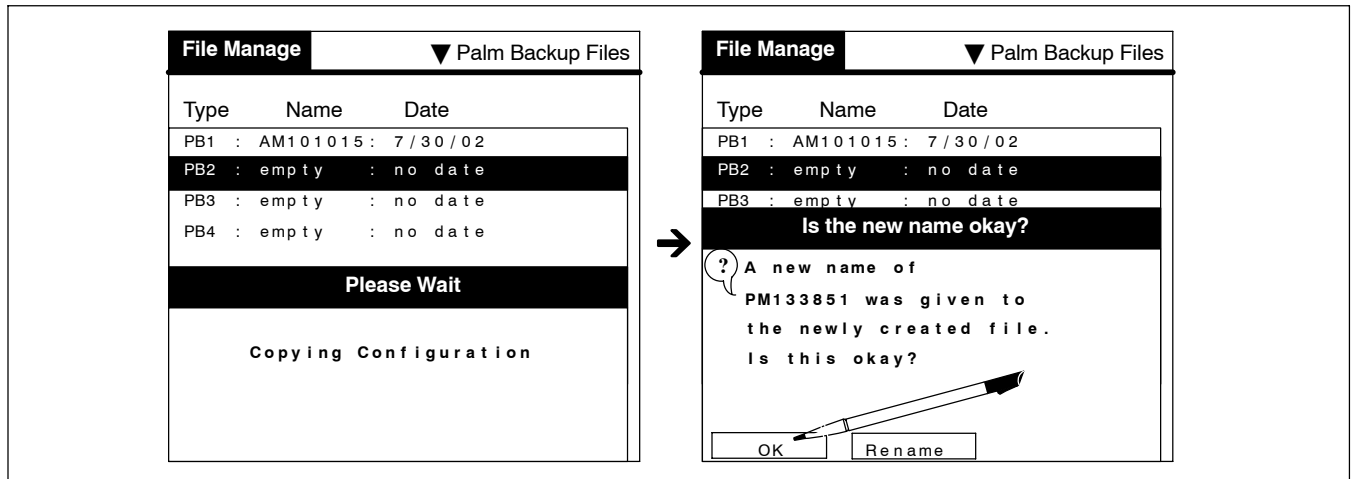 File Manage ▼ Palm Backup Files
Type Name Date
PB1 : AM101015: 7/30/02
PB2 : empty : no date
PB3 : empty : no date
PB4 : empty : no date
Please Wait
Copying Configuration
➔
File Manage ▼ Palm Backup Files
Type Name Date
PB1 : AM101015: 7/30/02
PB2 : empty : no date
PB3 : empty : no date
Is the new name okay?
? A new name of
PM133851 was given to
the newly created file.
Is this okay?
OK Rename